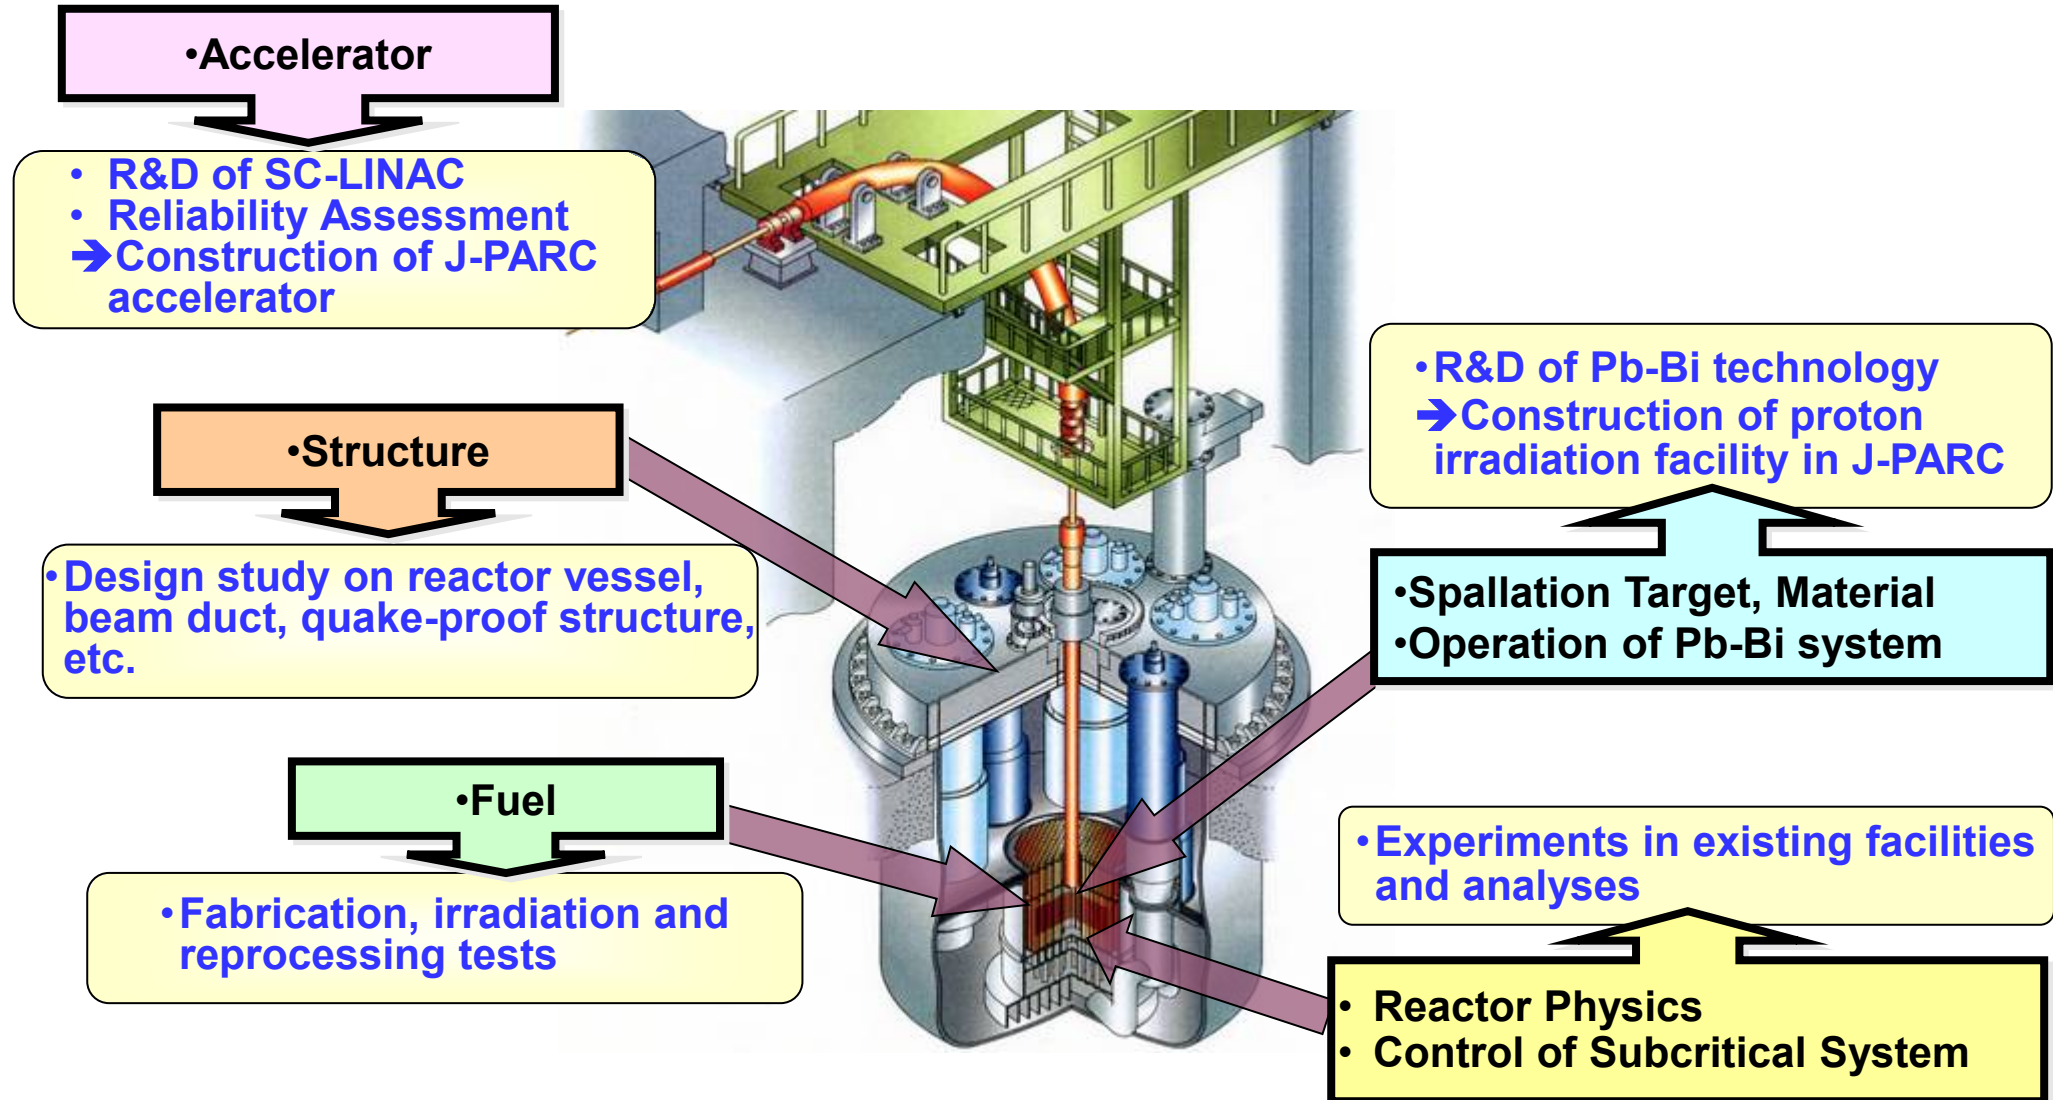 •Accelerator
• R&D of SC-LINAC
• Reliability Assessment
➔Construction of J-PARC
accelerator
•Structure
•Design study on reactor vessel,
beam duct, quake-proof structure,
etc.
•Fuel
•Fabrication, irradiation and
reprocessing tests
•R&D of Pb-Bi technology
➔Construction of proton
irradiation facility in J-PARC
•Spallation Target, Material
•Operation of Pb-Bi system
•Experiments in existing facilities
and analyses
• Reactor Physics
• Control of Subcritical System